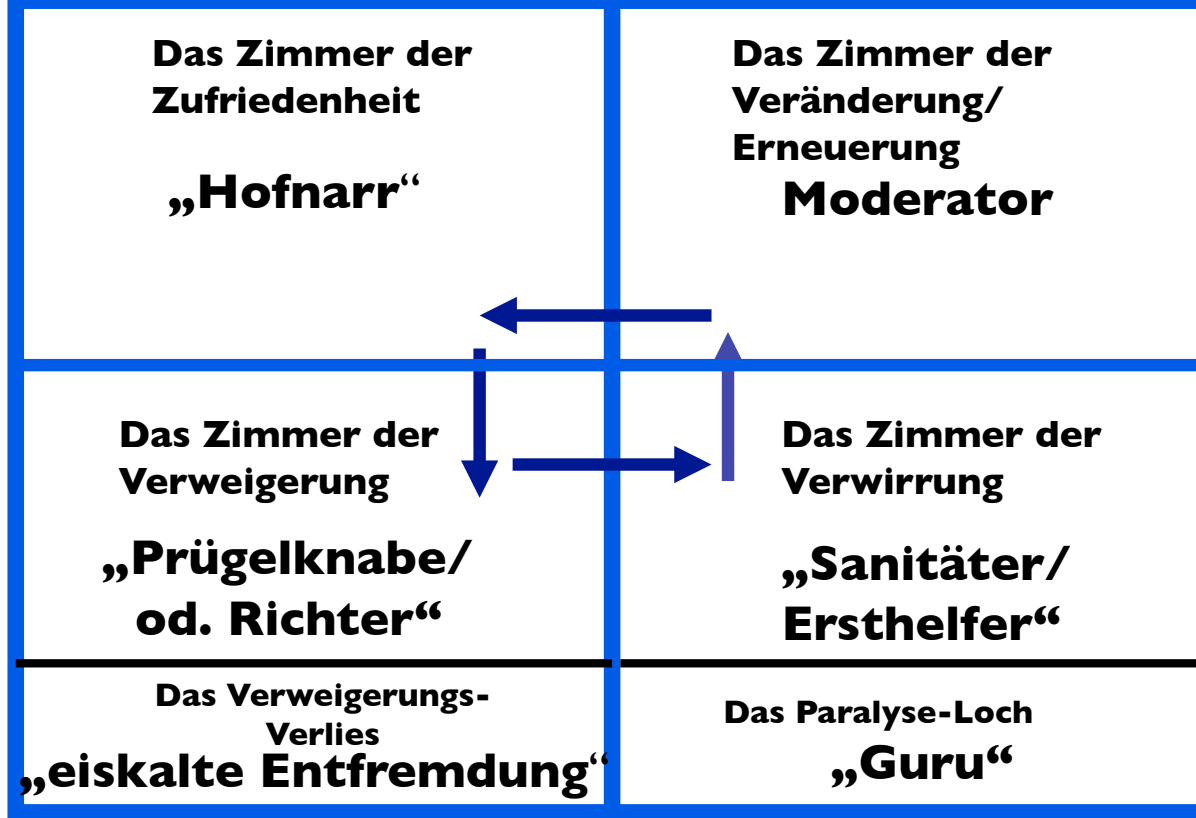 Das Zimmer der
Zufriedenheit
„Hofnarr“
Das Zimmer der
Veränderung/
Erneuerung
Moderator
Das Zimmer der
Verweigerung
„Prügelknabe/
od. Richter“
Das Zimmer der
Verwirrung
„Sanitäter/
Ersthelfer“
Das Verweigerungs-
Verlies
„eiskalte Entfremdung“
Das Paralyse-Loch
„Guru“